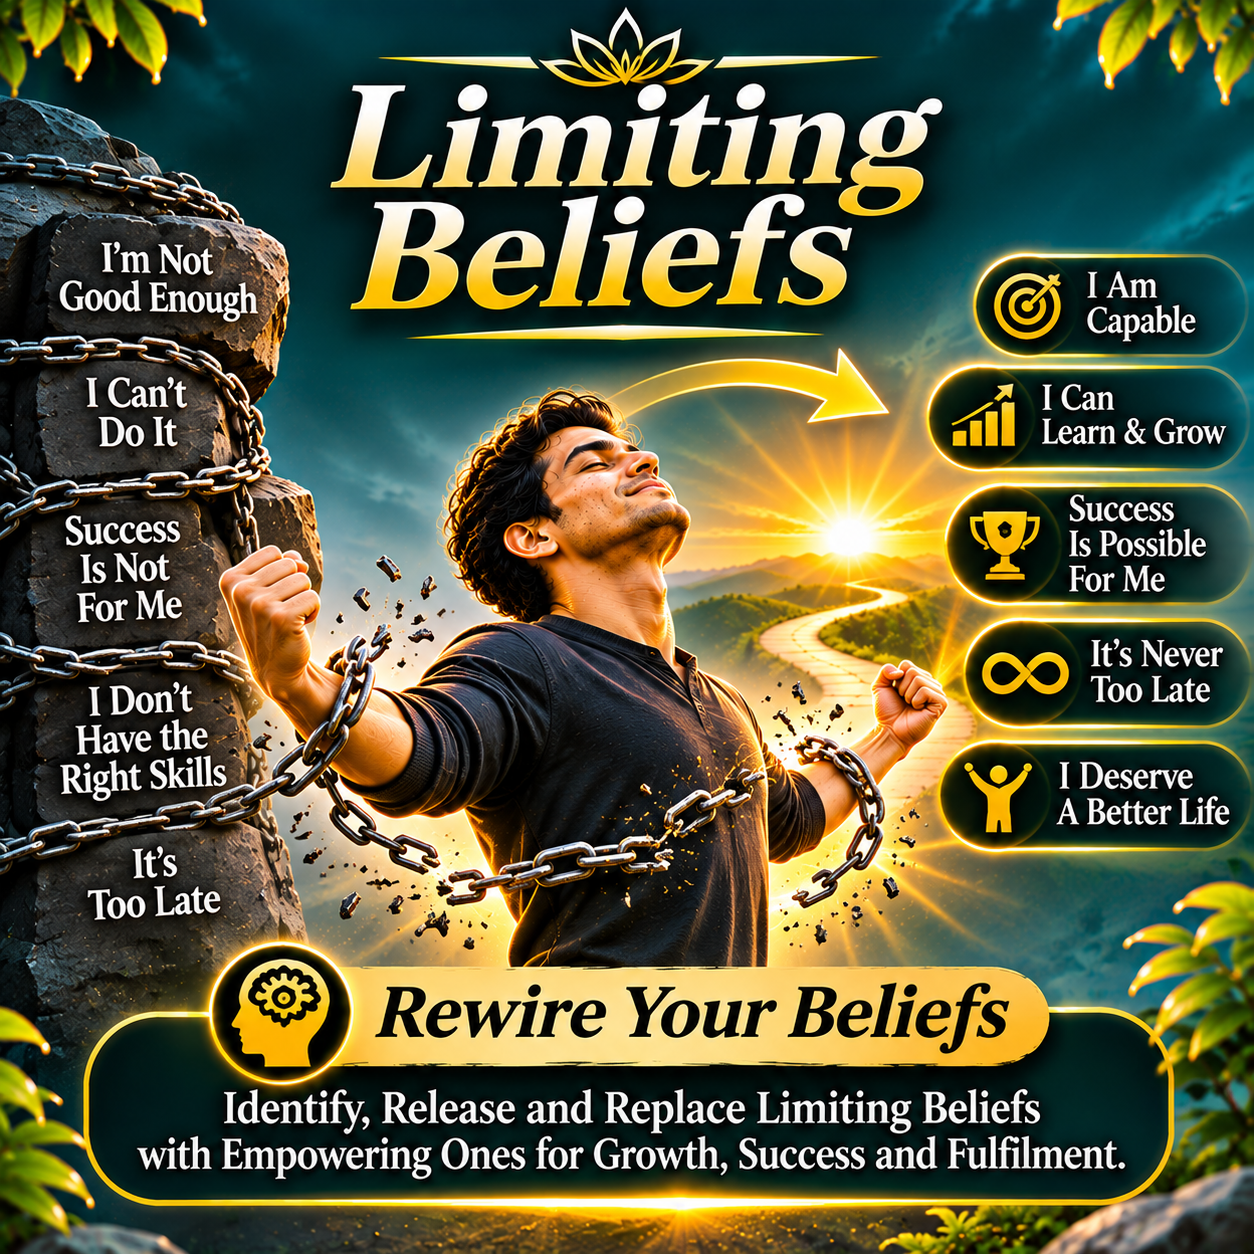 Limiting
Beliefs
I'm Not
Good Enough
I Can't
Do It
Success
Is Not
For Me
I Don't
Have the
Right Skills
It's
Too Late
I Am
Capable
I Can
Learn & Grow
Success
Is Possible
For Me
It's Never
Too Late
I Deserve
A Better Life
Rewire Your Beliefs
Identify, Release and Replace Limiting Beliefs
with Empowering Ones for Growth, Success and Fulfilment.